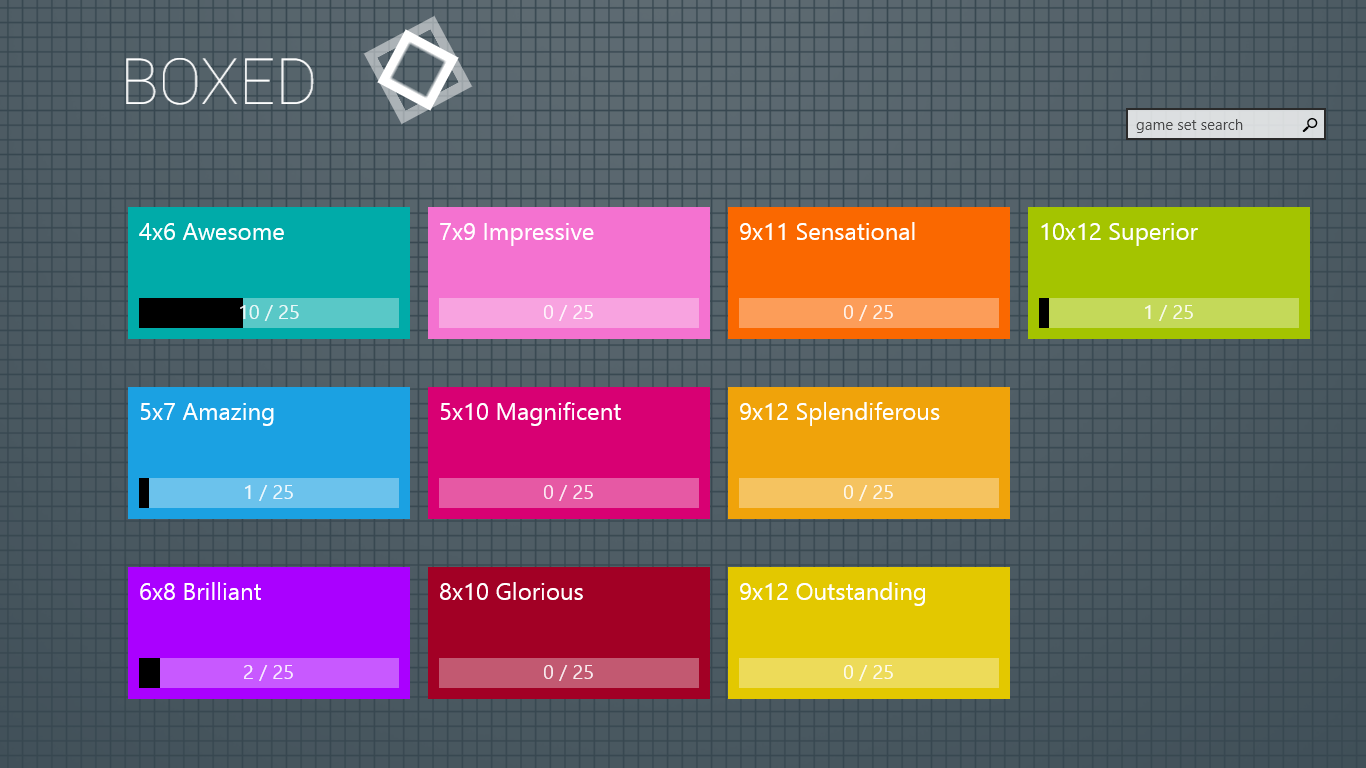 BOXED
game set search
4x6 Awesome
10 / 25
7x9 Impressive
0 / 25
9x11 Sensational
0 / 25
10x12 Superior
1 / 25
5x7 Amazing
1 / 25
5x10 Magnificent
0 / 25
9x12 Splendiferous
0 / 25
6x8 Brilliant
2 / 25
8x10 Glorious
0 / 25
9x12 Outstanding
0 / 25